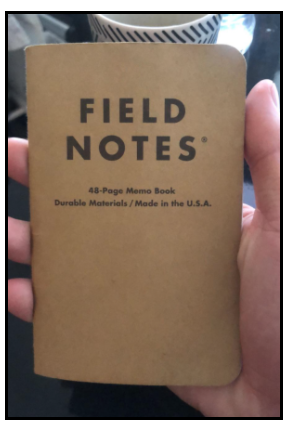 FIELD
NOTES®
48-Page Memo Book
Durable Materials / Made in the U.S.A.